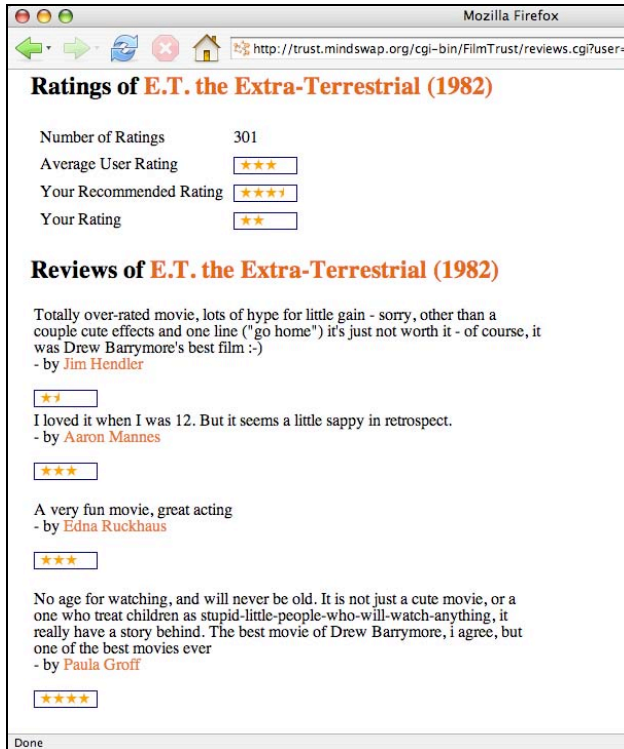 Mozilla Firefox
http://trust.mindswap.org/cgi-bin/FilmTrust/reviews.cgi?user=
Ratings of E.T. the Extra-Terrestrial (1982)
Number of Ratings 301
Average User Rating
Your Recommended Rating
Your Rating
Reviews of E.T. the Extra-Terrestrial (1982)
Totally over-rated movie, lots of hype for little gain - sorry, other than a
couple cute effects and one line ("go home") it's just not worth it - of course, it
was Drew Barrymore's best film :-)
- by Jim Hendler
I loved it when I was 12. But it seems a little sappy in retrospect.
- by Aaron Mannes
A very fun movie, great acting
- by Edna Ruckhaus
No age for watching, and will never be old. It is not just a cute movie, or a
one who treat children as stupid-little-people-who-will-watch-anything, it
really have a story behind. The best movie of Drew Barrymore, i agree, but
one of the best movies ever
- by Paula Groff
Done